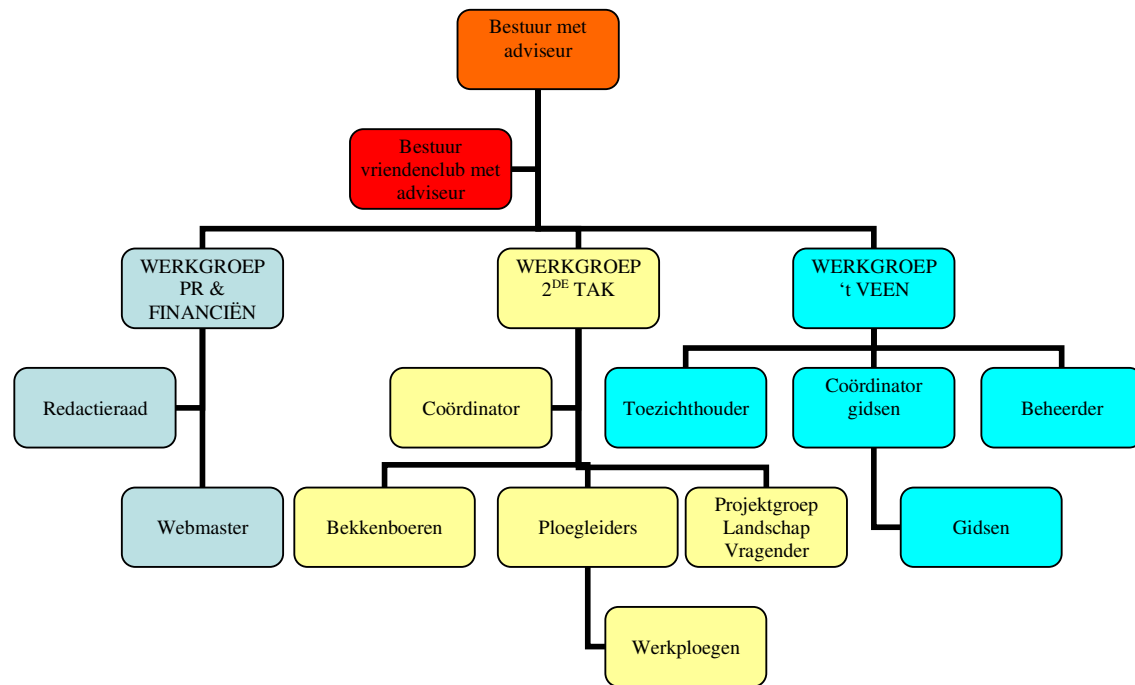 Bestuur met
adviseur
Bestuur
vriendenclub met
adviseur
WERKGROEP
PR &
FINANCIËN
WERKGROEP
2DE TAK
WERKGROEP
‘t VEEN
Redactieraad
Coördinator
Toezichthouder
Coördinator
gidsen
Beheerder
Webmaster
Bekkenboeren
Ploegleiders
Projektgroep
Landschap
Vragender
Gidsen
Werkploegen